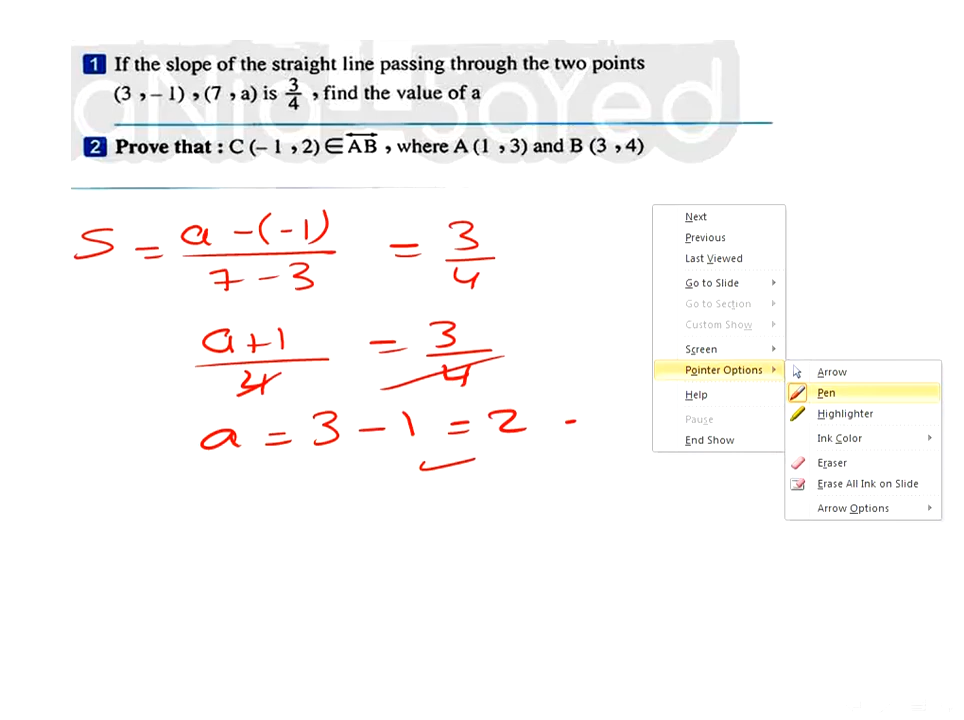 1 If the slope of the straight line passing through the two points
(3 , – 1) , (7 , a) is 3/4 , find the value of a
2 Prove that : C (– 1 , 2) ∈ AB , where A (1 , 3) and B (3 , 4)
S = a - (-1) / 7 - 3 = 3/4
a + 1 / 4 = 3/4
a = 3 - 1 = 2
Next
Previous
Last Viewed
Go to Slide
Go to Section
Custom Show
Screen
Pointer Options
Help
Pause
End Show
Arrow
Pen
Highlighter
Ink Color
Eraser
Erase All Ink on Slide
Arrow Options